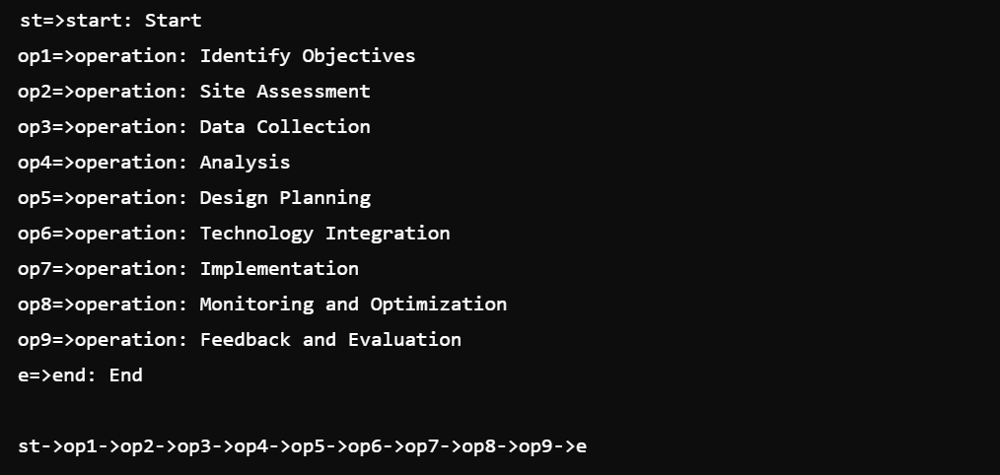 st=>start: Start
op1=>operation: Identify Objectives
op2=>operation: Site Assessment
op3=>operation: Data Collection
op4=>operation: Analysis
op5=>operation: Design Planning
op6=>operation: Technology Integration
op7=>operation: Implementation
op8=>operation: Monitoring and Optimization
op9=>operation: Feedback and Evaluation
e=>end: End
st->op1->op2->op3->op4->op5->op6->op7->op8->op9->e